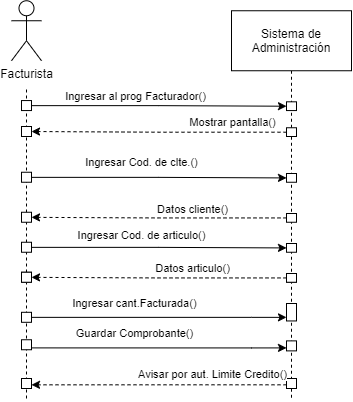 Sistema de
Administración
Facturista
Ingresar al prog Facturador()
Mostrar pantalla()
Ingresar Cod. de clte.()
Datos cliente()
Ingresar Cod. de articulo()
Datos articulo()
Ingresar cant.Facturada()
Guardar Comprobante()
Avisar por aut. Limite Credito()